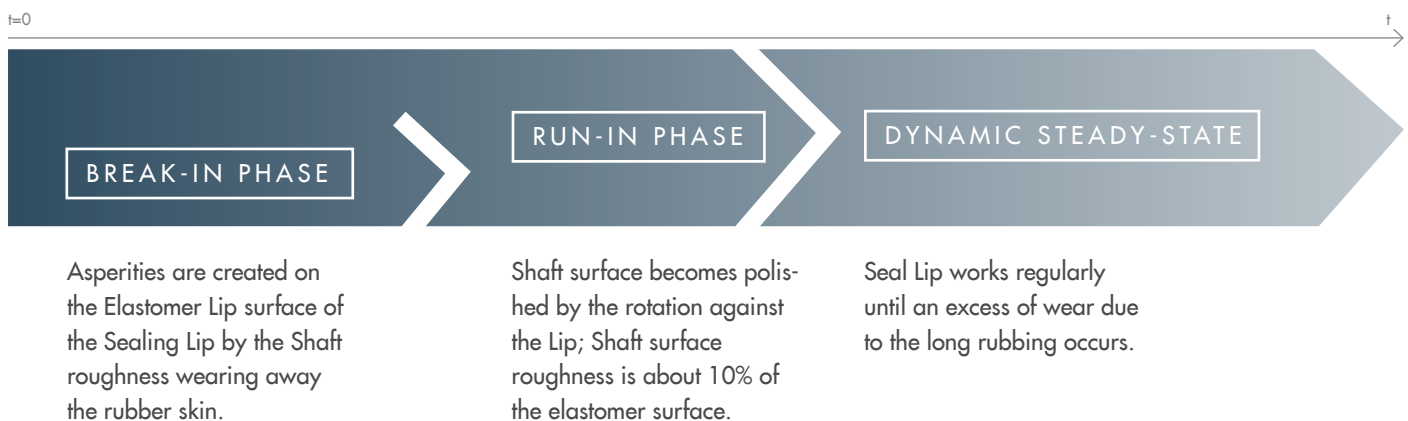 t=0
t
BREAK-IN PHASE
RUN-IN PHASE
DYNAMIC STEADY-STATE
Asperities are created on
the Elastomer Lip surface of
the Sealing Lip by the Shaft
roughness wearing away
the rubber skin.
Shaft surface becomes polis-
hed by the rotation against
the Lip; Shaft surface
roughness is about 10% of
the elastomer surface.
Seal Lip works regularly
until an excess of wear due
to the long rubbing occurs.